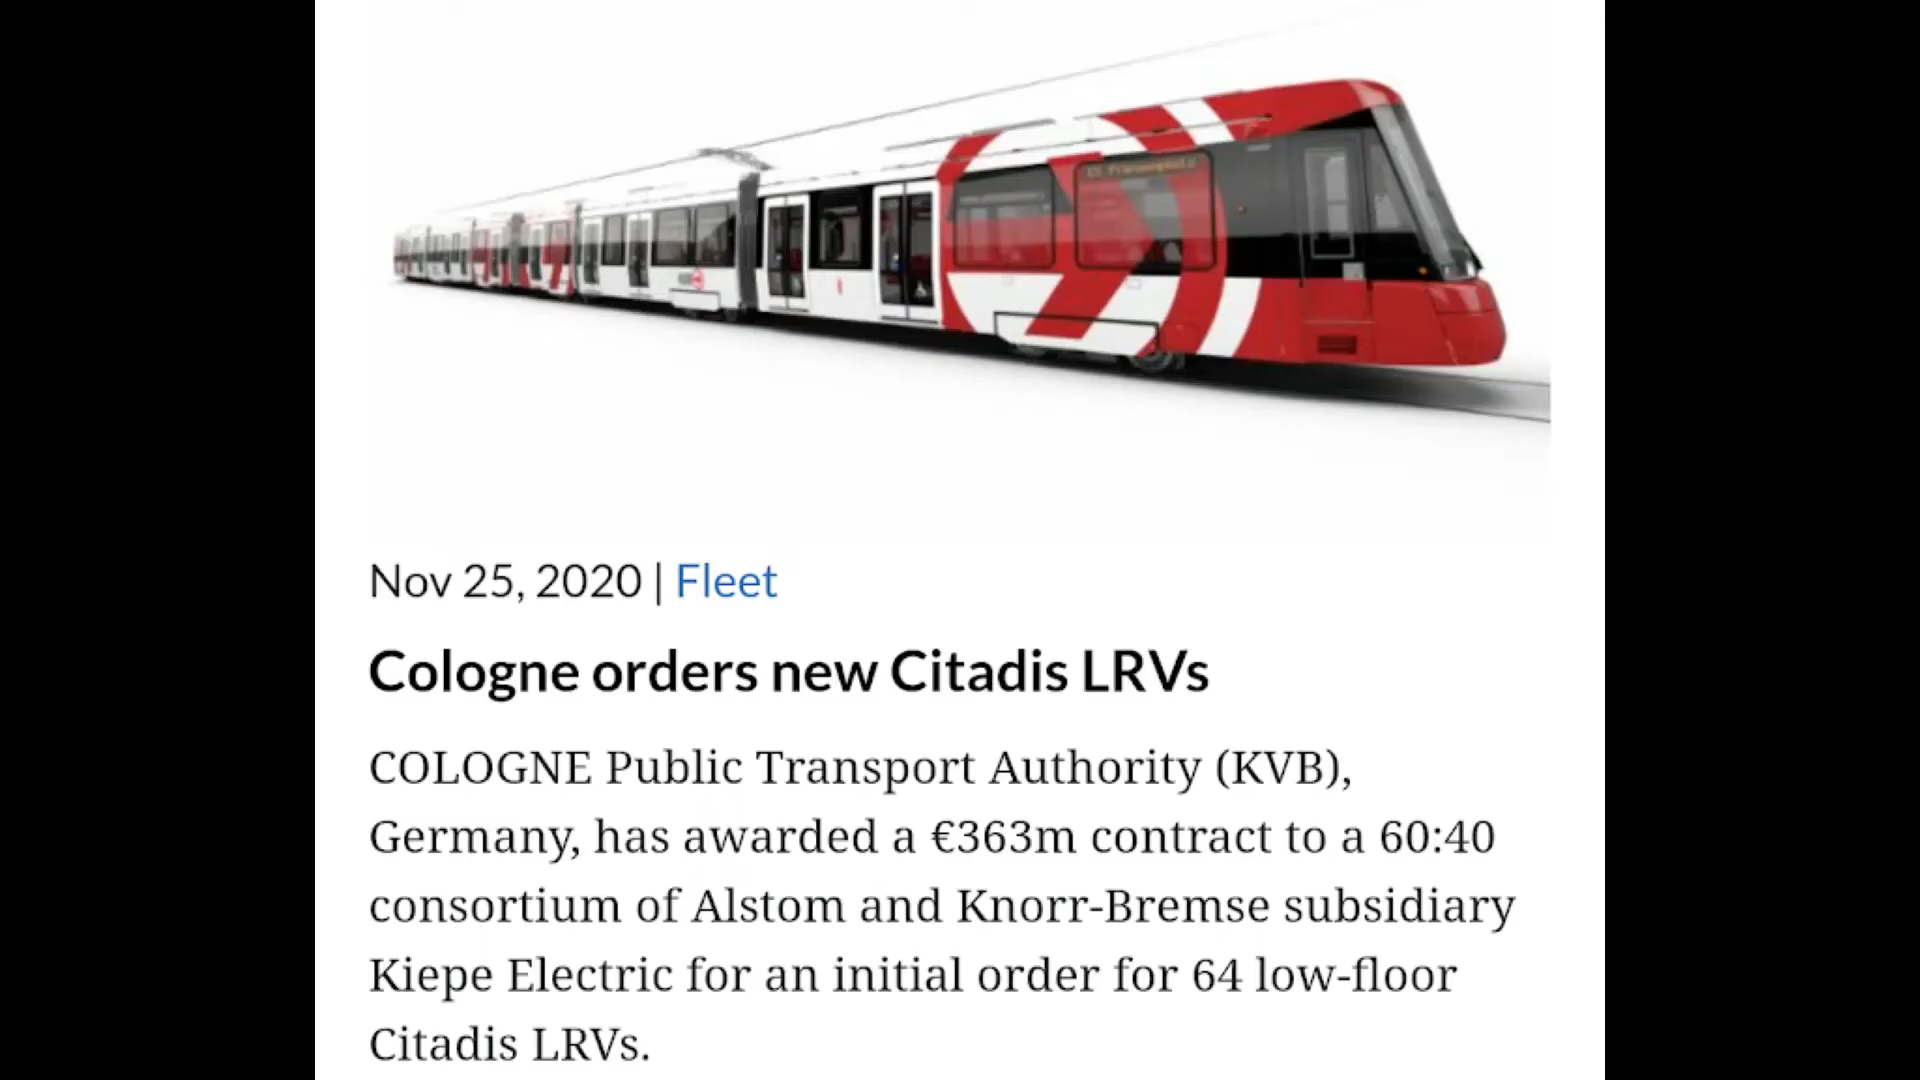 Nov 25, 2020 | Fleet
Cologne orders new Citadis LRVs
COLOGNE Public Transport Authority (KVB),
Germany, has awarded a €363m contract to a 60:40
consortium of Alstom and Knorr-Bremse subsidiary
Kiepe Electric for an initial order for 64 low-floor
Citadis LRVs.